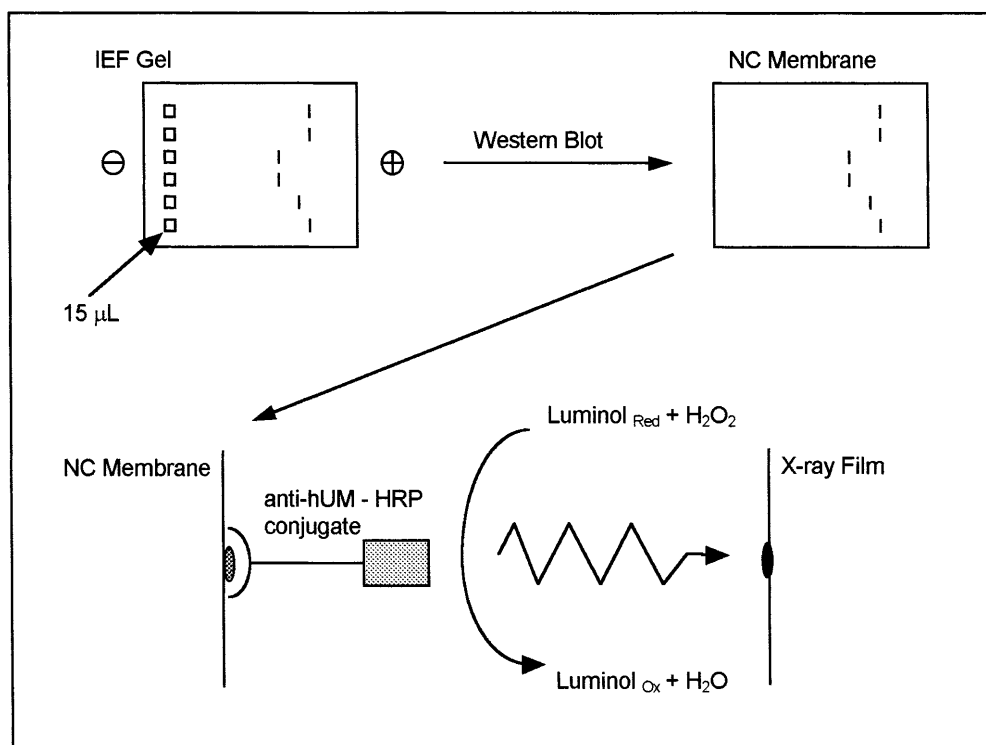 IEF Gel
NC Membrane
⊖
⊕
Western Blot
15 μL
Luminol Red + H2O2
NC Membrane
X-ray Film
anti-hUM - HRP
conjugate
Luminol Ox + H2O